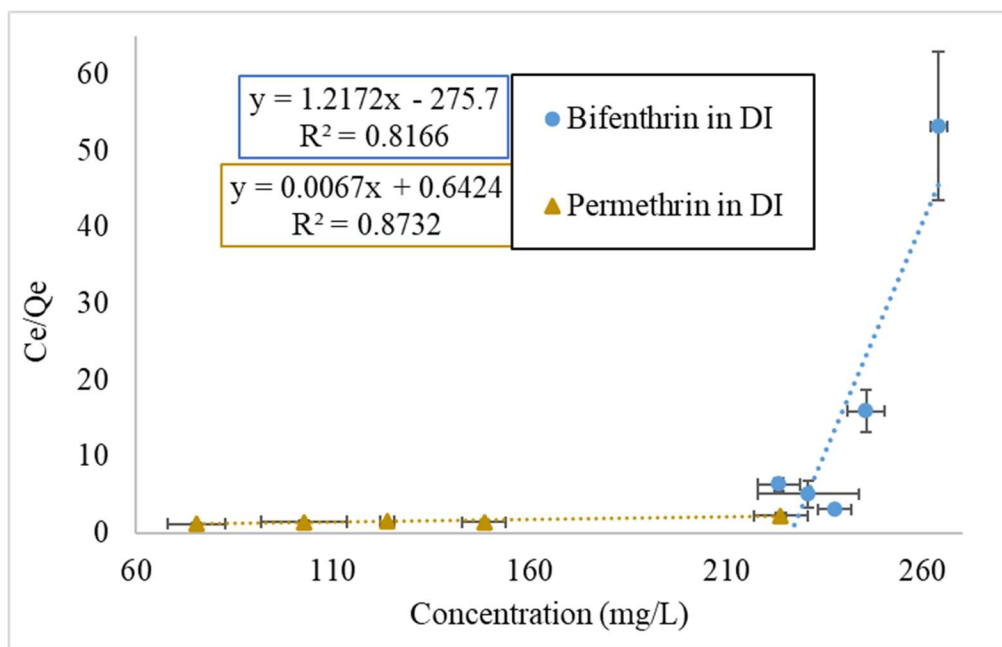 60
50
40
30
20
10
0
Ce/Qe
y = 1.2172x - 275.7
R² = 0.8166
y = 0.0067x + 0.6424
R² = 0.8732
Bifenthrin in DI
Permethrin in DI
60 110 160 210 260
Concentration (mg/L)